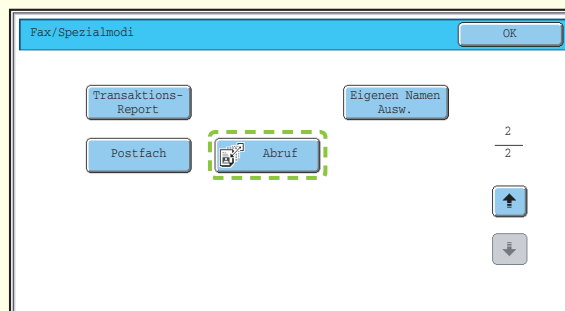 Fax/Spezialmodi
OK
Transaktions-
Report
Eigenen Namen
Ausw.
Postfach
Abruf
2
2